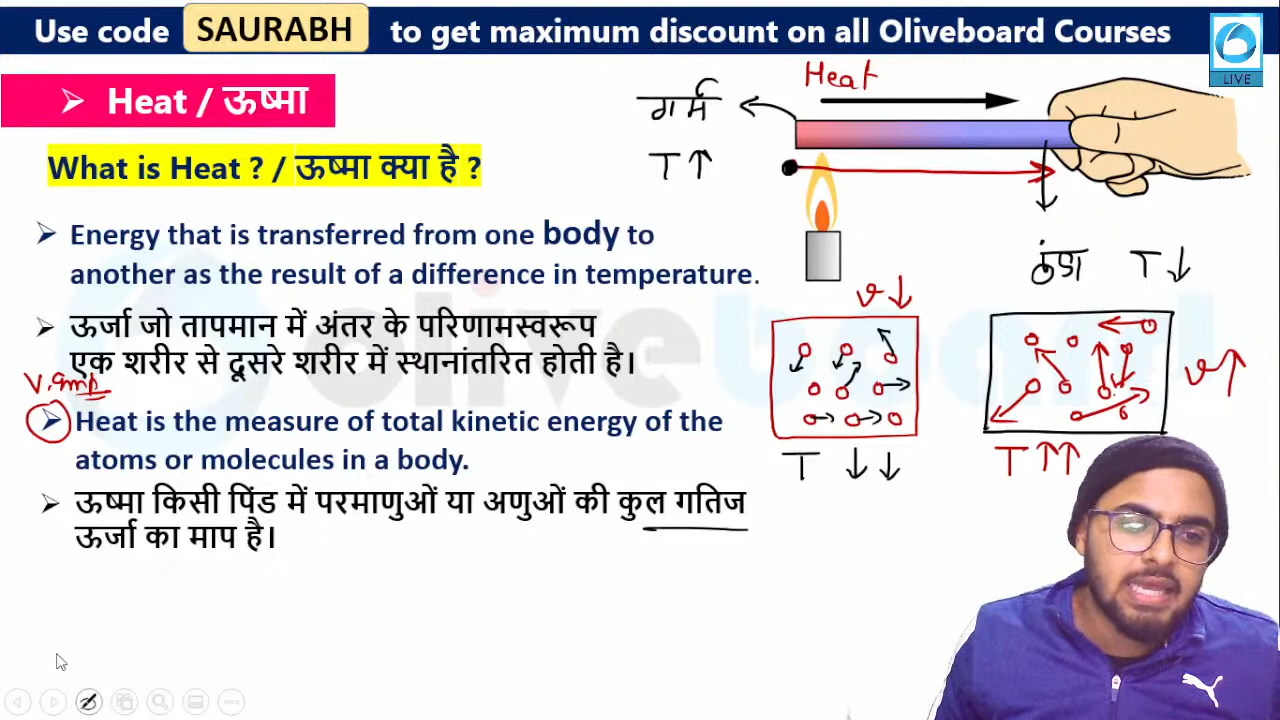 Use code SAURABH to get maximum discount on all Oliveboard Courses
LIVE
➢ Heat / ऊष्मा
Heat
गर्म
T↑
What is Heat ? / ऊष्मा क्या है ?
➢ Energy that is transferred from one body to
another as the result of a difference in temperature.
ठंडा T↓
➢ ऊर्जा जो तापमान में अंतर के परिणामस्वरूप
एक शरीर से दूसरे शरीर में स्थानांतरित होती है।
v↓
v↑
V. Imp
➢ Heat is the measure of total kinetic energy of the
atoms or molecules in a body.
T ↓↓
T↑↑
➢ ऊष्मा किसी पिंड में परमाणुओं या अणुओं की कुल गतिज
ऊर्जा का माप है।
oliveboard